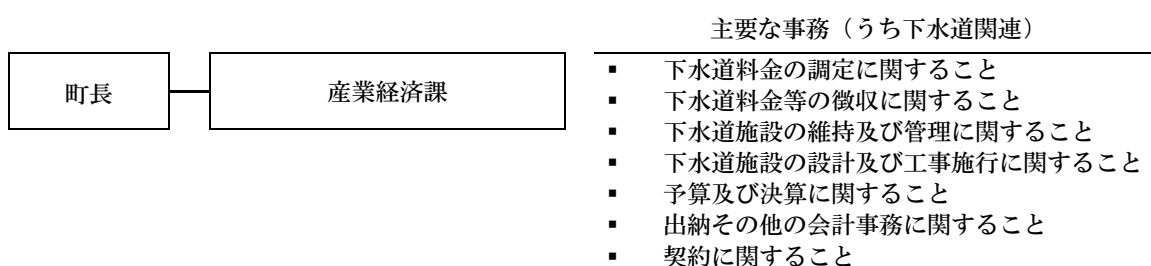 主要な事務（うち下水道関連）
町長
産業経済課
▪ 下水道料金の調定に関すること
▪ 下水道料金等の徴収に関すること
▪ 下水道施設の維持及び管理に関すること
▪ 下水道施設の設計及び工事施行に関すること
▪ 予算及び決算に関すること
▪ 出納その他の会計事務に関すること
▪ 契約に関すること